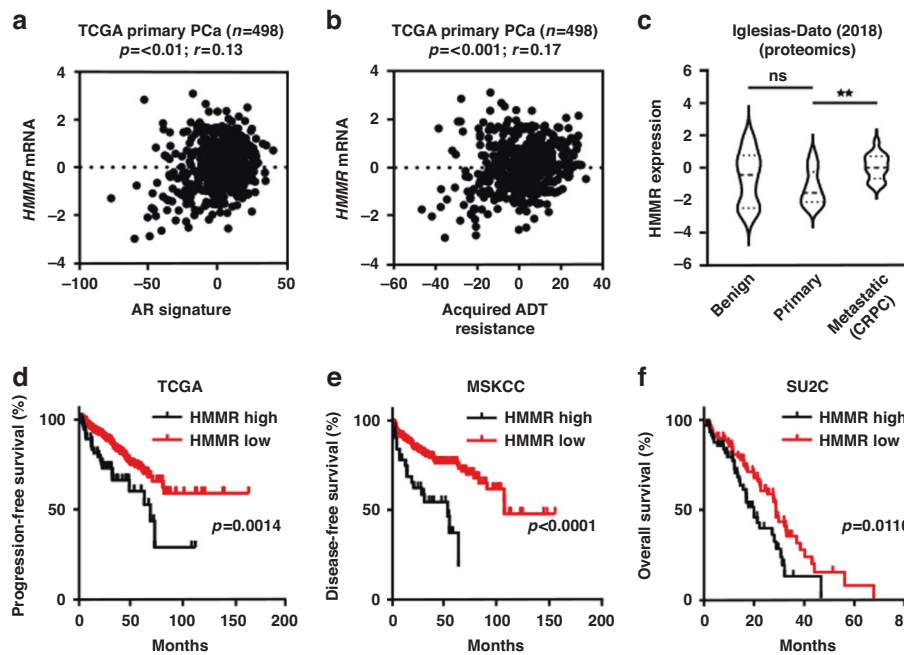 a
TCGA primary PCa (n=498)
p=<0.01; r=0.13
HMMR mRNA
4
2
0
−2
−4
−100
−50
0
50
AR signature
b
TCGA primary PCa (n=498)
p=<0.001; r=0.17
HMMR mRNA
4
2
0
−2
−4
−60
−40
−20
0
20
40
Acquired ADT
resistance
c
Iglesias-Dato (2018)
(proteomics)
ns
★★
HMMR expression
6
4
2
0
−2
−4
−6
Benign
Primary
Metastatic
(CRPC)
d
TCGA
Progression-free survival (%)
100
50
0
HMMR high
HMMR low
p=0.0014
0
50
100
150
200
Months
e
MSKCC
Disease-free survival (%)
100
50
0
HMMR high
HMMR low
p<0.0001
0
50
100
150
200
Months
f
SU2C
Overall survival (%)
100
50
0
HMMR high
HMMR low
p=0.0110
0
20
40
60
80
Months